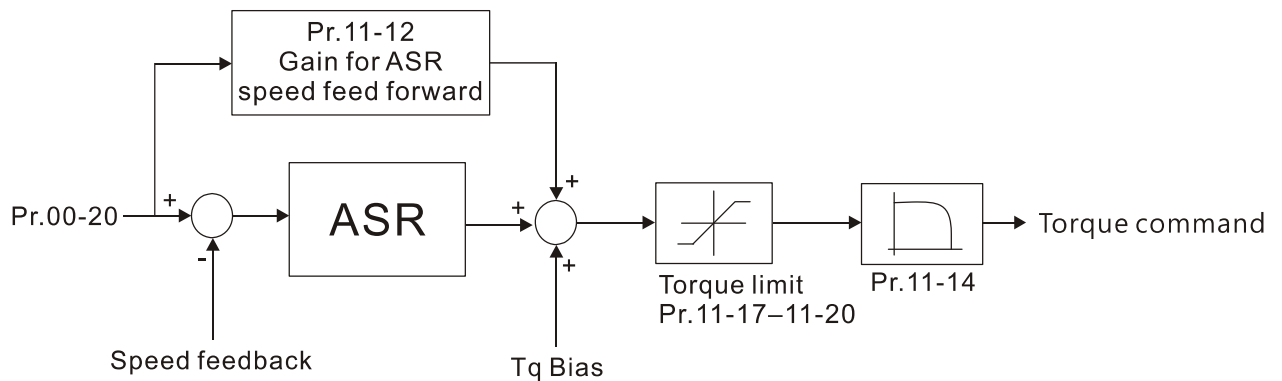 Pr.11-12
Gain for ASR
speed feed forward
Pr.00-20
+
-
ASR
+
+
+
Speed feedback
Tq Bias
Torque limit
Pr.11-17–11-20
Pr.11-14
Torque command